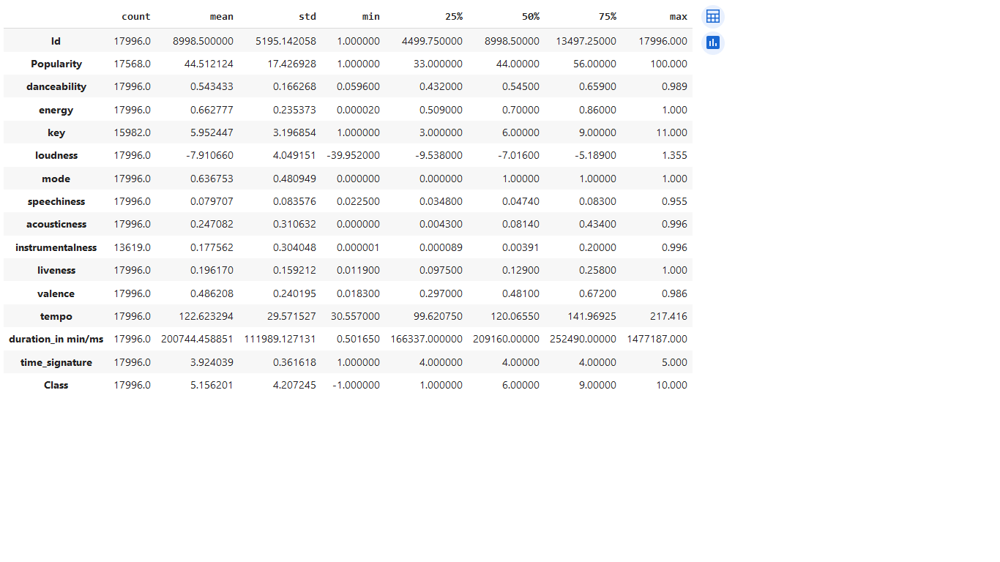 count mean std min 25% 50% 75% max
Id 17996.0 8998.500000 5195.142058 1.000000 4499.750000 8998.50000 13497.25000 17996.000
Popularity 17568.0 44.512124 17.426928 1.000000 33.000000 44.00000 56.00000 100.000
danceability 17996.0 0.543433 0.166268 0.059600 0.432000 0.54500 0.65900 0.989
energy 17996.0 0.662777 0.235373 0.000020 0.509000 0.70000 0.86000 1.000
key 15982.0 5.952447 3.196854 1.000000 3.000000 6.00000 9.00000 11.000
loudness 17996.0 -7.910660 4.049151 -39.952000 -9.538000 -7.01600 -5.18900 1.355
mode 17996.0 0.636753 0.480949 0.000000 0.000000 1.00000 1.00000 1.000
speechiness 17996.0 0.079707 0.083576 0.022500 0.034800 0.04740 0.08300 0.955
acousticness 17996.0 0.247082 0.310632 0.000000 0.004300 0.08140 0.43400 0.996
instrumentalness 13619.0 0.177562 0.304048 0.000001 0.000089 0.00391 0.20000 0.996
liveness 17996.0 0.196170 0.159212 0.011900 0.097500 0.12900 0.25800 1.000
valence 17996.0 0.486208 0.240195 0.018300 0.297000 0.48100 0.67200 0.986
tempo 17996.0 122.623294 29.571527 30.557000 99.620750 120.06550 141.96925 217.416
duration_in min/ms 17996.0 200744.458851 111989.127131 0.501650 166337.000000 209160.00000 252490.00000 1477187.000
time_signature 17996.0 3.924039 0.361618 1.000000 4.000000 4.00000 4.00000 5.000
Class 17996.0 5.156201 4.207245 -1.000000 1.000000 6.00000 9.00000 10.000